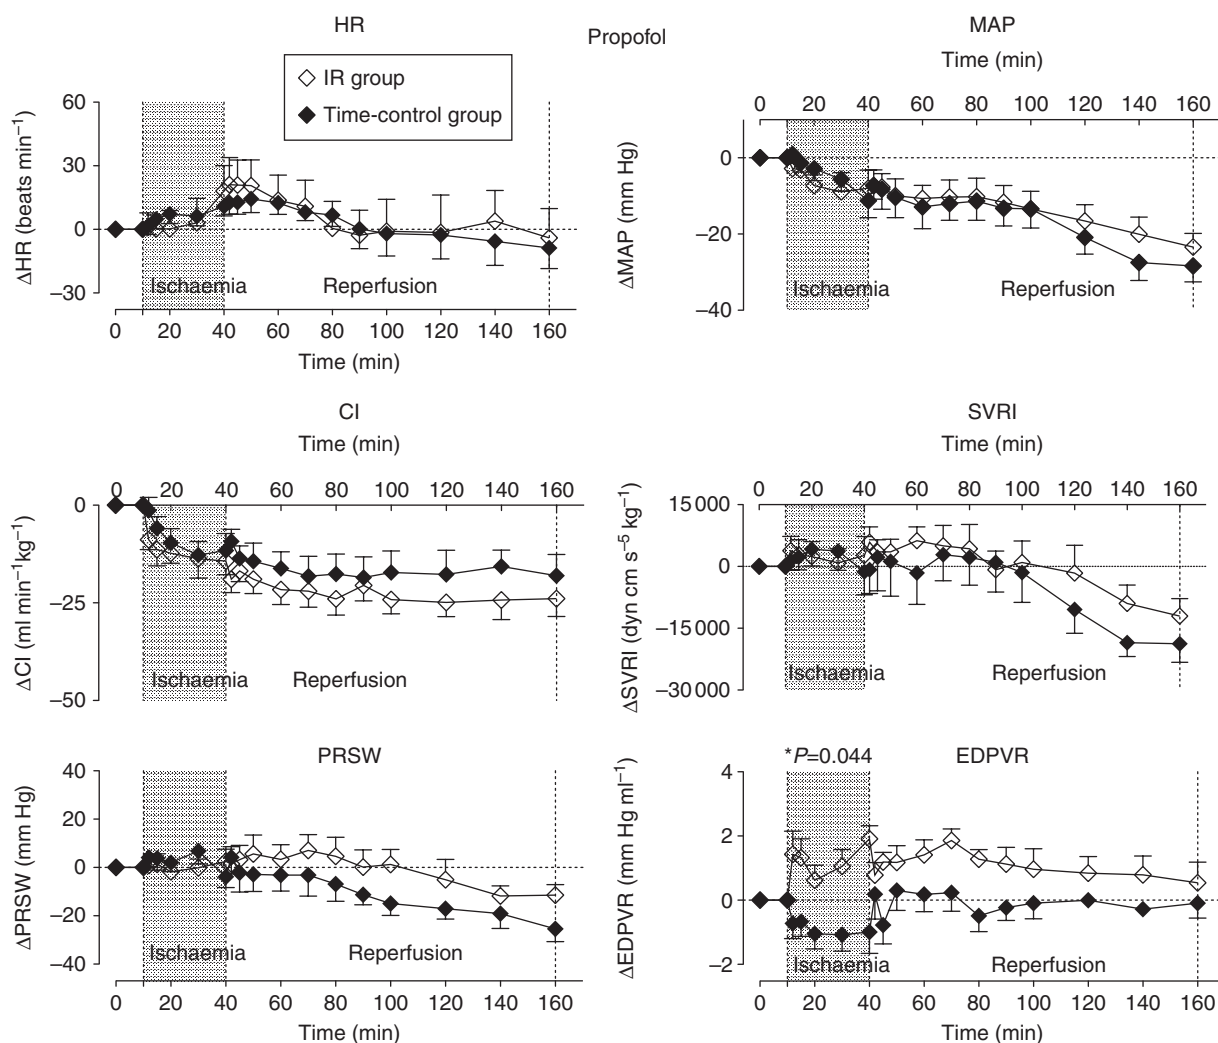 HR
Propofol
MAP
Time (min)
IR group
Time-control group
0 20 40 60 80 100 120 140 160
60
30
0
–30
ΔHR (beats min⁻¹)
Ischaemia
Reperfusion
0 20 40 60 80 100 120 140 160
Time (min)
0
–20
–40
ΔMAP (mm Hg)
Ischaemia
Reperfusion
CI
Time (min)
0 20 40 60 80 100 120 140 160
0
–25
–50
ΔCI (ml min⁻¹kg⁻¹)
Ischaemia
Reperfusion
SVRI
Time (min)
0 20 40 60 80 100 120 140 160
15 000
0
–15 000
–30 000
ΔSVRI (dyn cm s⁻⁵ kg⁻¹)
Ischaemia
Reperfusion
PRSW
40
20
0
–20
–40
ΔPRSW (mm Hg)
Ischaemia
Reperfusion
0 20 40 60 80 100 120 140 160
Time (min)
*P=0.044
EDPVR
4
2
0
–2
ΔEDPVR (mm Hg ml⁻¹)
Ischaemia
Reperfusion
0 20 40 60 80 100 120 140 160
Time (min)